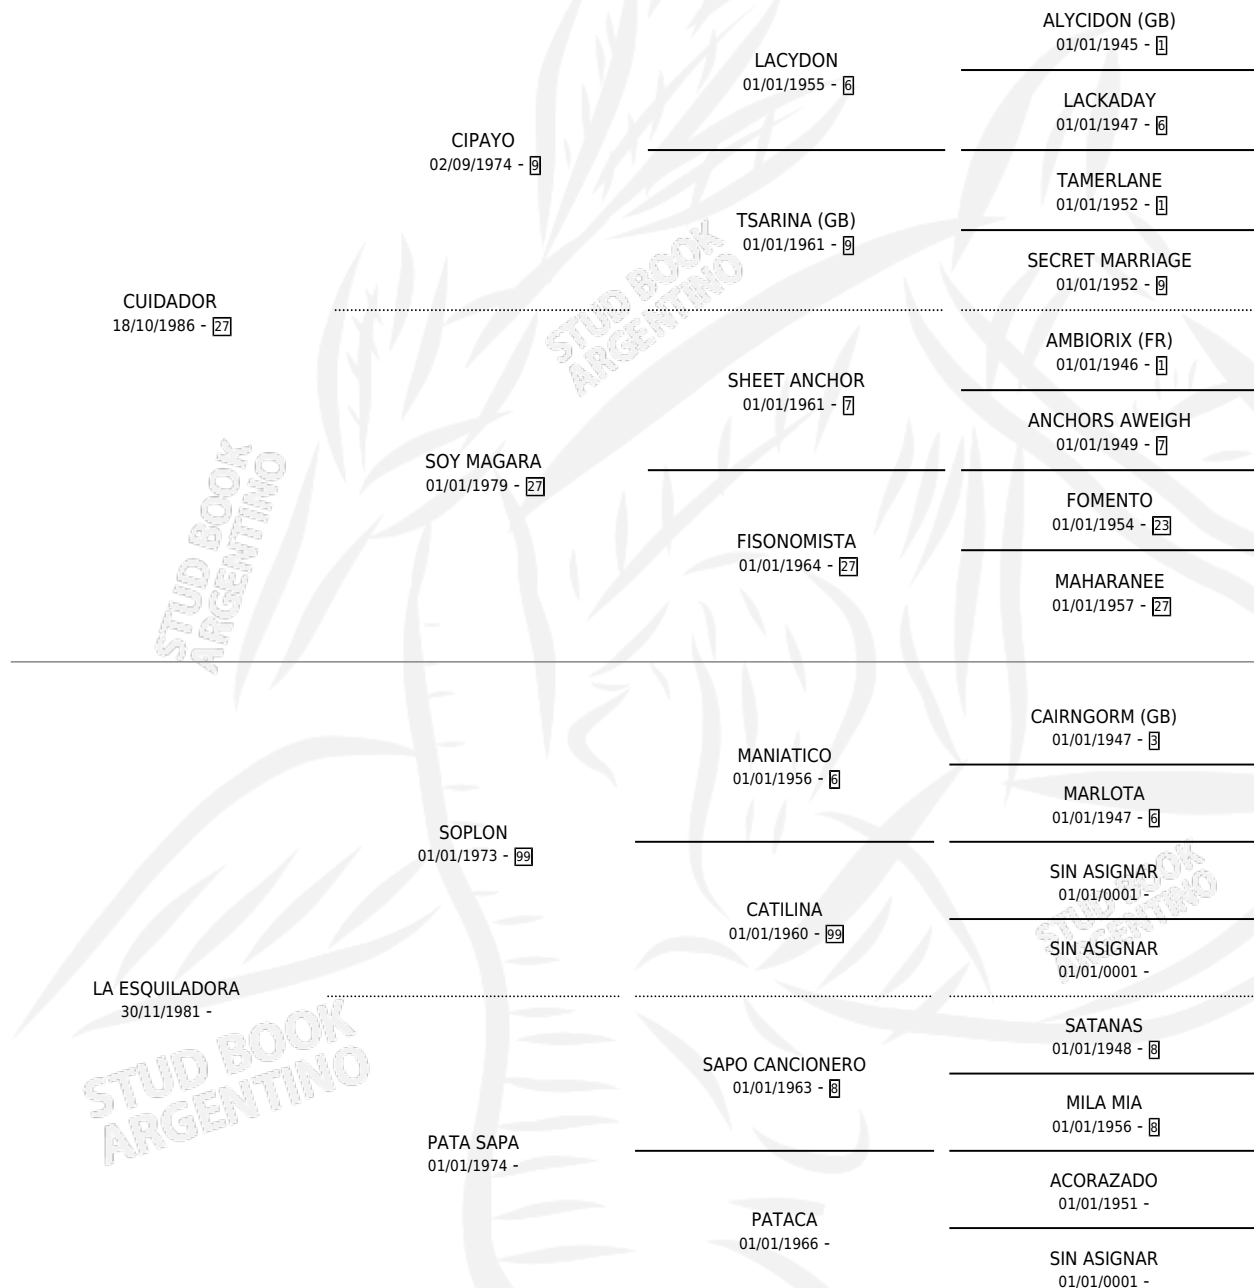 ALYCIDON (GB)
01/01/1945 - 1
LACYDON
01/01/1955 - 6
LACKADAY
01/01/1947 - 6
CIPAYO
02/09/1974 - 9
TAMERLANE
01/01/1952 - 1
TSARINA (GB)
01/01/1961 - 9
SECRET MARRIAGE
01/01/1952 - 9
CUIDADOR
18/10/1986 - 27
STUD BOOK
ARGENTINO
AMBIORIX (FR)
01/01/1946 - 1
SHEET ANCHOR
01/01/1961 - 7
ANCHORS AWEIGH
01/01/1949 - 7
SOY MAGARA
01/01/1979 - 27
FOMENTO
01/01/1954 - 23
FISONOMISTA
01/01/1964 - 27
MAHARANEE
01/01/1957 - 27
STUD BOOK
ARGENTINO
CAIRNGORM (GB)
01/01/1947 - 3
MANIATICO
01/01/1956 - 6
MARLOTA
01/01/1947 - 6
SOPLON
01/01/1973 - 99
SIN ASIGNAR
01/01/0001 -
CATILINA
01/01/1960 - 99
SIN ASIGNAR
01/01/0001 -
STUD BOOK
ARGENTINO
LA ESQUILADORA
30/11/1981 -
SATANAS
01/01/1948 - 8
SAPO CANCIONERO
01/01/1963 - 8
MILA MIA
01/01/1956 - 8
STUD BOOK
ARGENTINO
PATA SAPA
01/01/1974 -
ACORAZADO
01/01/1951 -
PATACA
01/01/1966 -
SIN ASIGNAR
01/01/0001 -